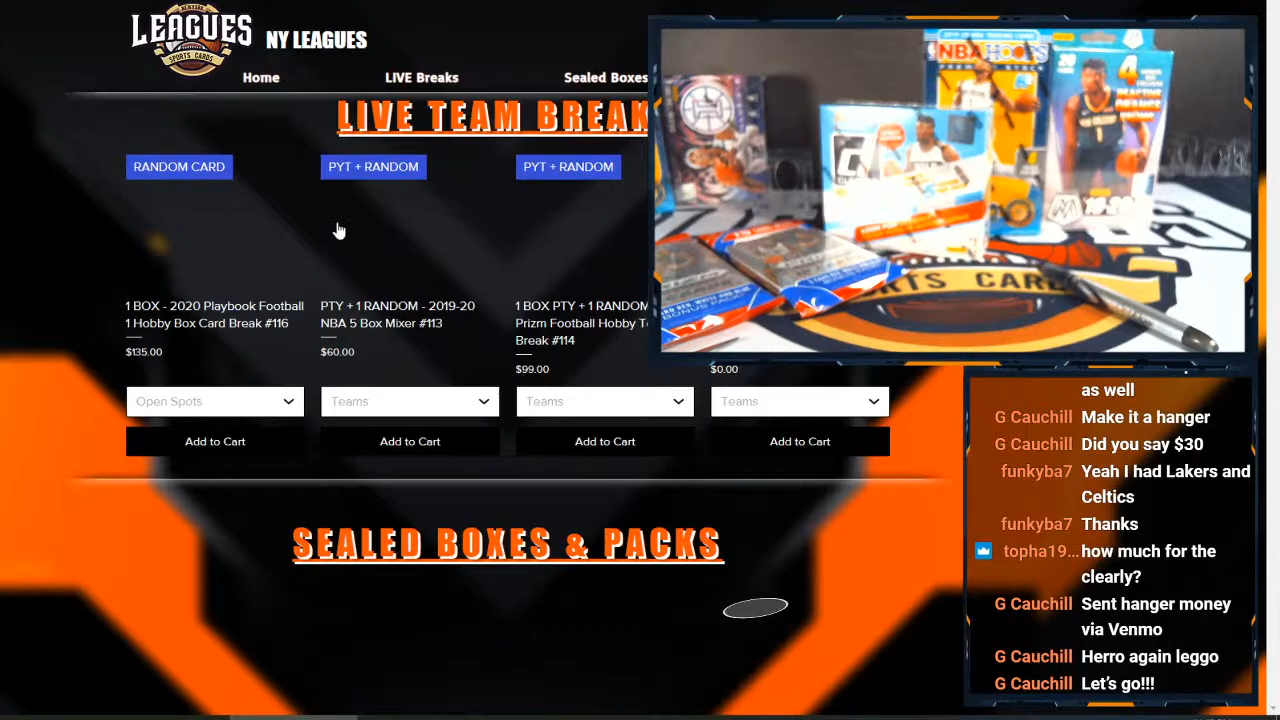 LEAGUES
SPORTS CARDS
NY LEAGUES
Home
LIVE Breaks
Sealed Boxes
LIVE TEAM BREAK
RANDOM CARD
PYT + RANDOM
PYT + RANDOM
1 BOX - 2020 Playbook Football
1 Hobby Box Card Break #116
$135.00
PTY + 1 RANDOM - 2019-20
NBA 5 Box Mixer #113
$60.00
1 BOX PTY + 1 RANDOM
Prizm Football Hobby T
Break #114
$99.00
$0.00
Open Spots
Teams
Teams
Teams
Add to Cart
Add to Cart
Add to Cart
Add to Cart
SEALED BOXES & PACKS
NBA HOOPS
4
as well
G Cauchill Make it a hanger
G Cauchill Did you say $30
funkyba7 Yeah I had Lakers and
Celtics
funkyba7 Thanks
topha19... how much for the
clearly?
G Cauchill Sent hanger money
via Venmo
G Cauchill Herro again leggo
G Cauchill Let's go!!!